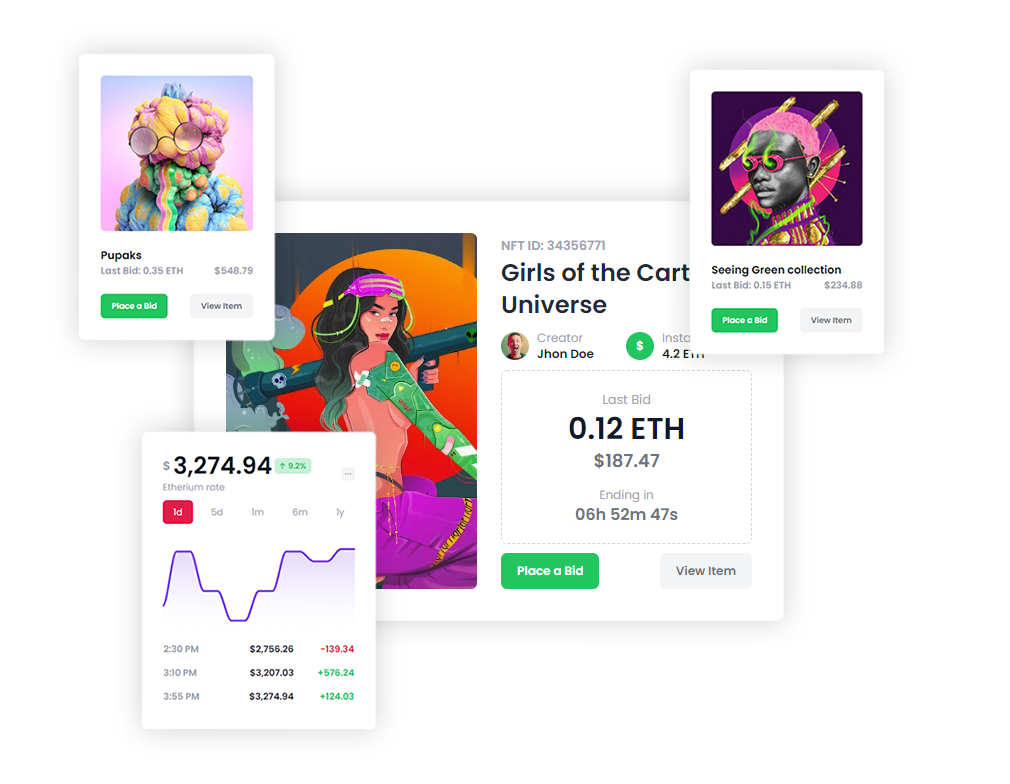 Pupaks
Last Bid: 0.35 ETH $548.79
Place a Bid View Item
NFT ID: 34356771
Girls of the Cart
Universe
Creator
Jhon Doe
$
Insta
4.2 ETH
Last Bid
0.12 ETH
$187.47
Ending in
06h 52m 47s
Place a Bid View Item
Seeing Green collection
Last Bid: 0.15 ETH $234.88
Place a Bid View Item
$ 3,274.94 ↑ 9.2%
...
Etherium rate
1d 5d 1m 6m 1y
2:30 PM $2,756.26 -139.34
3:10 PM $3,207.03 +576.24
3:55 PM $3,274.94 +124.03